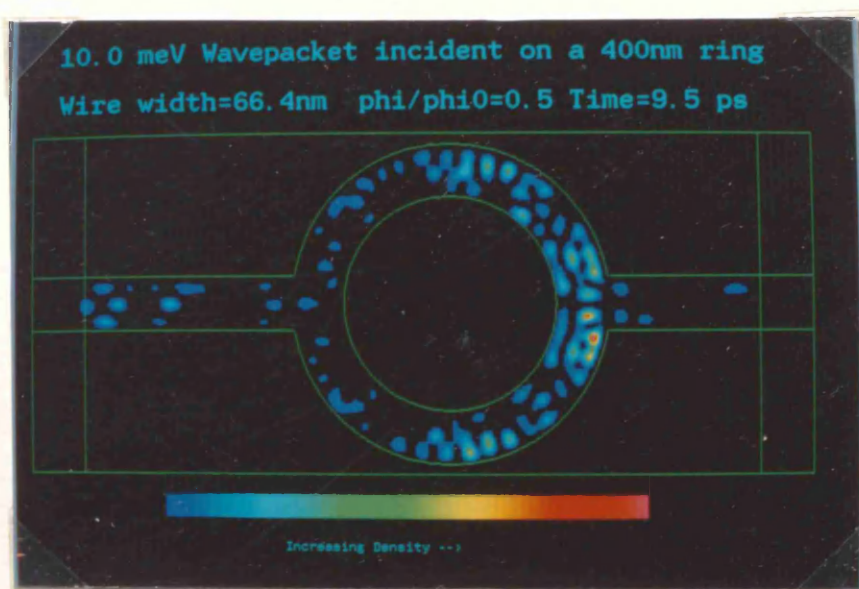 10.0 meV Wavepacket incident on a 400nm ring
Wire width=66.4nm phi/phi0=0.5 Time=9.5 ps
Increasing Density -->